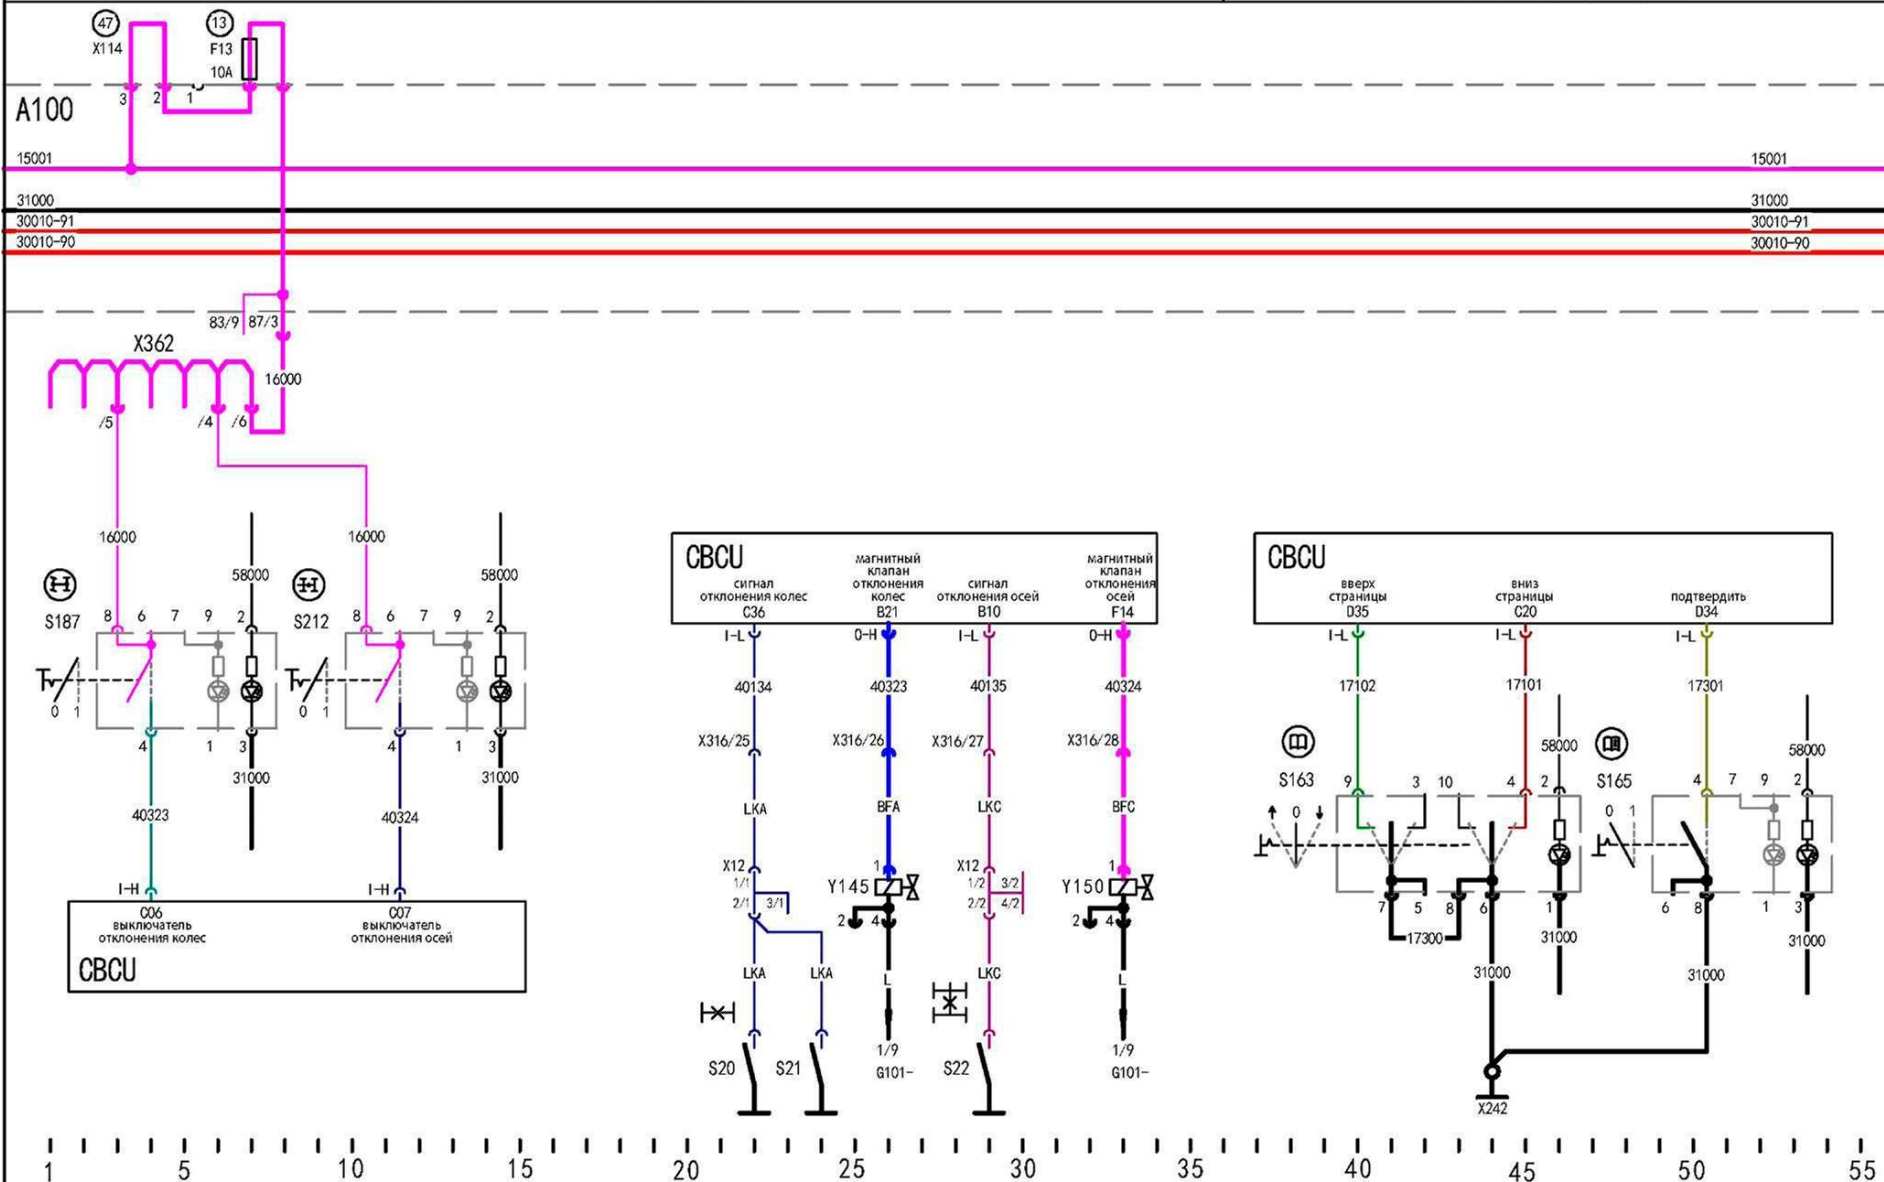 47
13
X114
F13
10A
3
2
1
A100
15001
15001
31000
31000
30010-91
30010-91
30010-90
30010-90
83/9
87/3
X362
16000
/5
/4
/6
16000
58000
S187
8
6
7
9
2
0
1
4
1
3
31000
40323
I-H
16000
58000
S212
8
6
7
9
2
0
1
4
1
3
31000
40324
I-H
C06
выключатель
отклонения колес
C07
выключатель
отклонения осей
CBCU
CBCU
сигнал
отклонения колес
C36
магнитный
клапан
отклонения
колес
B21
сигнал
отклонения осей
B10
магнитный
клапан
отклонения
осей
F14
I-L
O-H
I-L
O-H
40134
40323
40135
40324
X316/25
X316/26
X316/27
X316/28
LKA
BFA
LKC
BFC
X12
1/1
2/1
3/1
Y145
1
2
4
X12
1/2
3/2
2/2
4/2
Y150
1
2
4
LKA
LKA
L
LKC
S20
S21
1/9
G101-
S22
1/9
G101-
CBCU
вверх
страницы
D35
вниз
страницы
C20
подтвердить
D34
I-L
I-L
I-L
17102
17101
17301
S163
58000
S165
58000
9
3
10
4
2
0
4
7
9
2
0
1
7
5
8
6
1
6
8
1
3
17300
31000
31000
31000
31000
X242
1
5
10
15
20
25
30
35
40
45
50
55